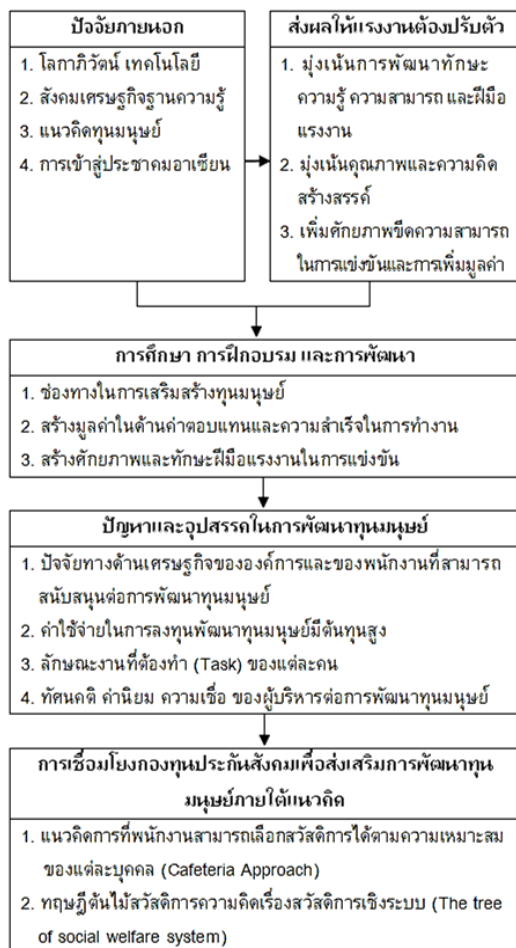 ปัจจัยภายนอก
1. โลกาภิวัตน์ เทคโนโลยี
2. สังคมเศรษฐกิจฐานความรู้
3. แนวคิดทุนมนุษย์
4. การเข้าสู่ประชาคมอาเซียน
ส่งผลให้แรงงานต้องปรับตัว
1. มุ่งเน้นการพัฒนาทักษะ
ความรู้ ความสามารถ และฝีมือ
แรงงาน
2. มุ่งเน้นคุณภาพและความคิด
สร้างสรรค์
3. เพิ่มศักยภาพขีดความสามารถ
ในการแข่งขันและการเพิ่มมูลค่า
การศึกษา การฝึกอบรม และการพัฒนา
1. ช่องทางในการเสริมสร้างทุนมนุษย์
2. สร้างมูลค่าในด้านค่าตอบแทนและความสำเร็จในการทำงาน
3. สร้างศักยภาพและทักษะฝีมือแรงงานในการแข่งขัน
ปัญหาและอุปสรรคในการพัฒนาทุนมนุษย์
1. ปัจจัยทางด้านเศรษฐกิจขององค์การและของพนักงานที่สามารถ
สนับสนุนต่อการพัฒนาทุนมนุษย์
2. ค่าใช้จ่ายในการลงทุนพัฒนาทุนมนุษย์มีต้นทุนสูง
3. ลักษณะงานที่ต้องทำ (Task) ของแต่ละคน
4. ทัศนคติ ค่านิยม ความเชื่อ ของผู้บริหารต่อการพัฒนาทุนมนุษย์
การเชื่อมโยงกองทุนประกันสังคมเพื่อส่งเสริมการพัฒนาทุน
มนุษย์ภายใต้แนวคิด
1. แนวคิดการที่พนักงานสามารถเลือกสวัสดิการได้ตามความเหมาะสม
ของแต่ละบุคคล (Cafeteria Approach)
2. ทฤษฎีต้นไม้สวัสดิการความคิดเรื่องสวัสดิการเชิงระบบ (The tree
of social welfare system)